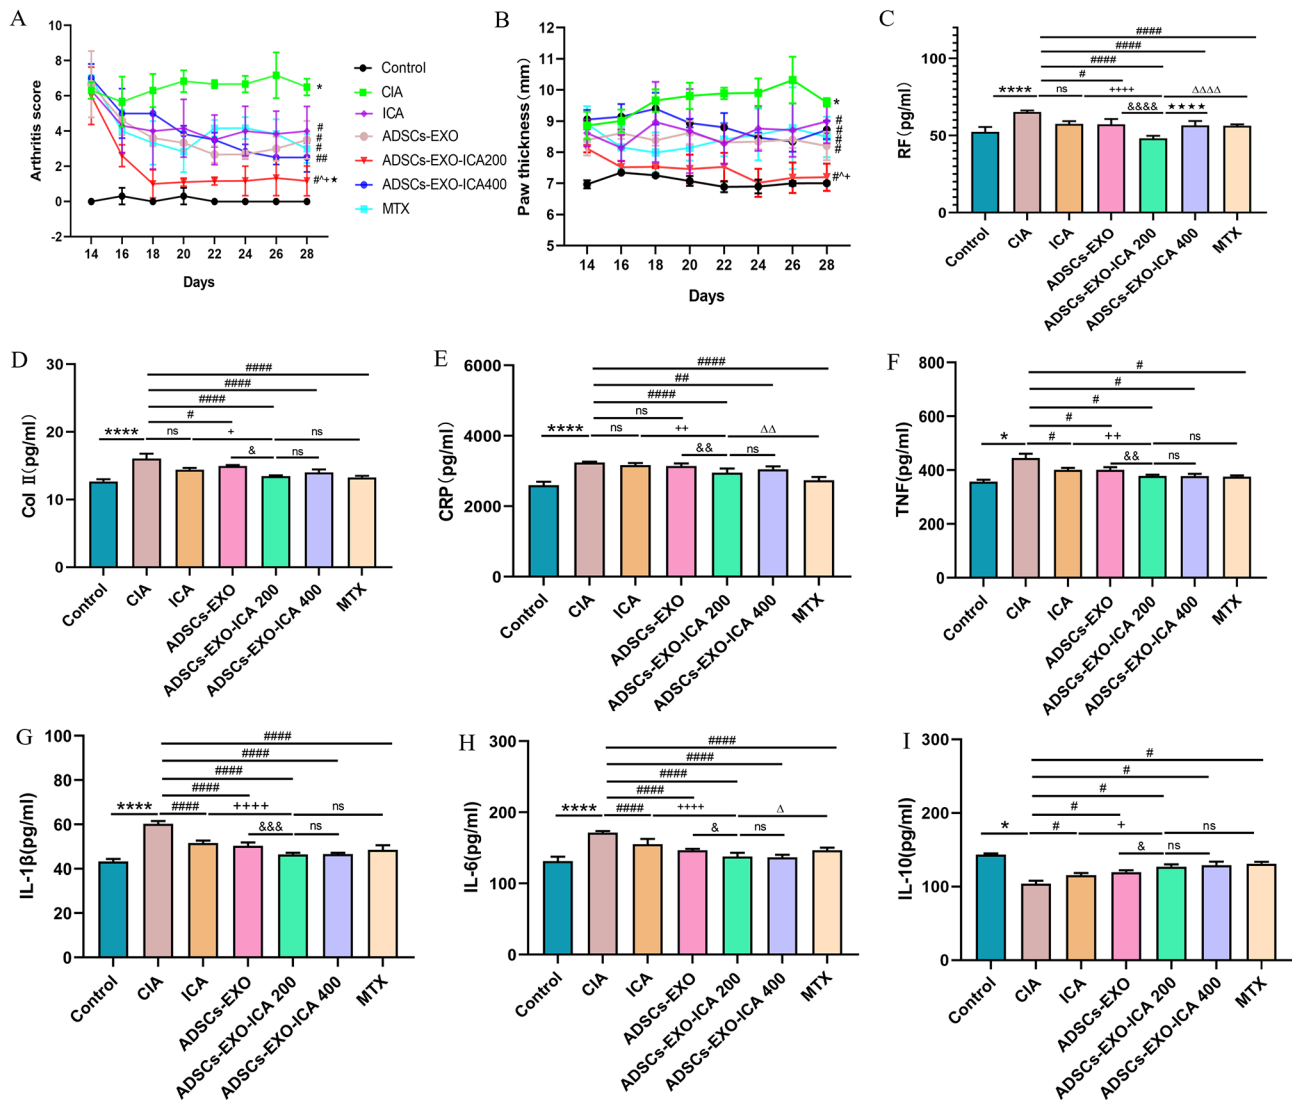 A
Arthritis score
10
8
6
4
2
0
-2
14 16 18 20 22 24 26 28
Days
*
#
#
#
##
#^+★
Control
CIA
ICA
ADSCs-EXO
ADSCs-EXO-ICA200
ADSCs-EXO-ICA400
MTX
B
Paw thickness (mm)
12
11
10
9
8
7
6
5
14 16 18 20 22 24 26 28
Days
*
#
#
#
#
#^+
C
RF (pg/ml)
100
50
0
####
####
####
#
**** ns ++++ ΔΔΔΔ
&&&& ★★★★
Control CIA ICA ADSCs-EXO ADSCs-EXO-ICA 200 ADSCs-EXO-ICA 400 MTX
D
Col Ⅱ(pg/ml)
30
20
10
0
####
####
####
#
**** ns + ns
& ns
Control CIA ICA ADSCs-EXO ADSCs-EXO-ICA 200 ADSCs-EXO-ICA 400 MTX
E
CRP (pg/ml)
6000
4000
2000
0
####
##
####
ns
**** ns ++ ΔΔ
&& ns
Control CIA ICA ADSCs-EXO ADSCs-EXO-ICA 200 ADSCs-EXO-ICA 400 MTX
F
TNF(pg/ml)
800
600
400
200
0
#
#
#
#
* # ++ ns
&& ns
Control CIA ICA ADSCs-EXO ADSCs-EXO-ICA 200 ADSCs-EXO-ICA 400 MTX
G
IL-1β(pg/ml)
100
80
60
40
20
0
####
####
####
####
**** #### ++++ ns
&&& ns
Control CIA ICA ADSCs-EXO ADSCs-EXO-ICA 200 ADSCs-EXO-ICA 400 MTX
H
IL-6(pg/ml)
300
200
100
0
####
####
####
####
**** #### ++++ Δ
& ns
Control CIA ICA ADSCs-EXO ADSCs-EXO-ICA 200 ADSCs-EXO-ICA 400 MTX
I
IL-10(pg/ml)
300
200
100
0
#
#
#
#
* # + ns
& ns
Control CIA ICA ADSCs-EXO ADSCs-EXO-ICA 200 ADSCs-EXO-ICA 400 MTX